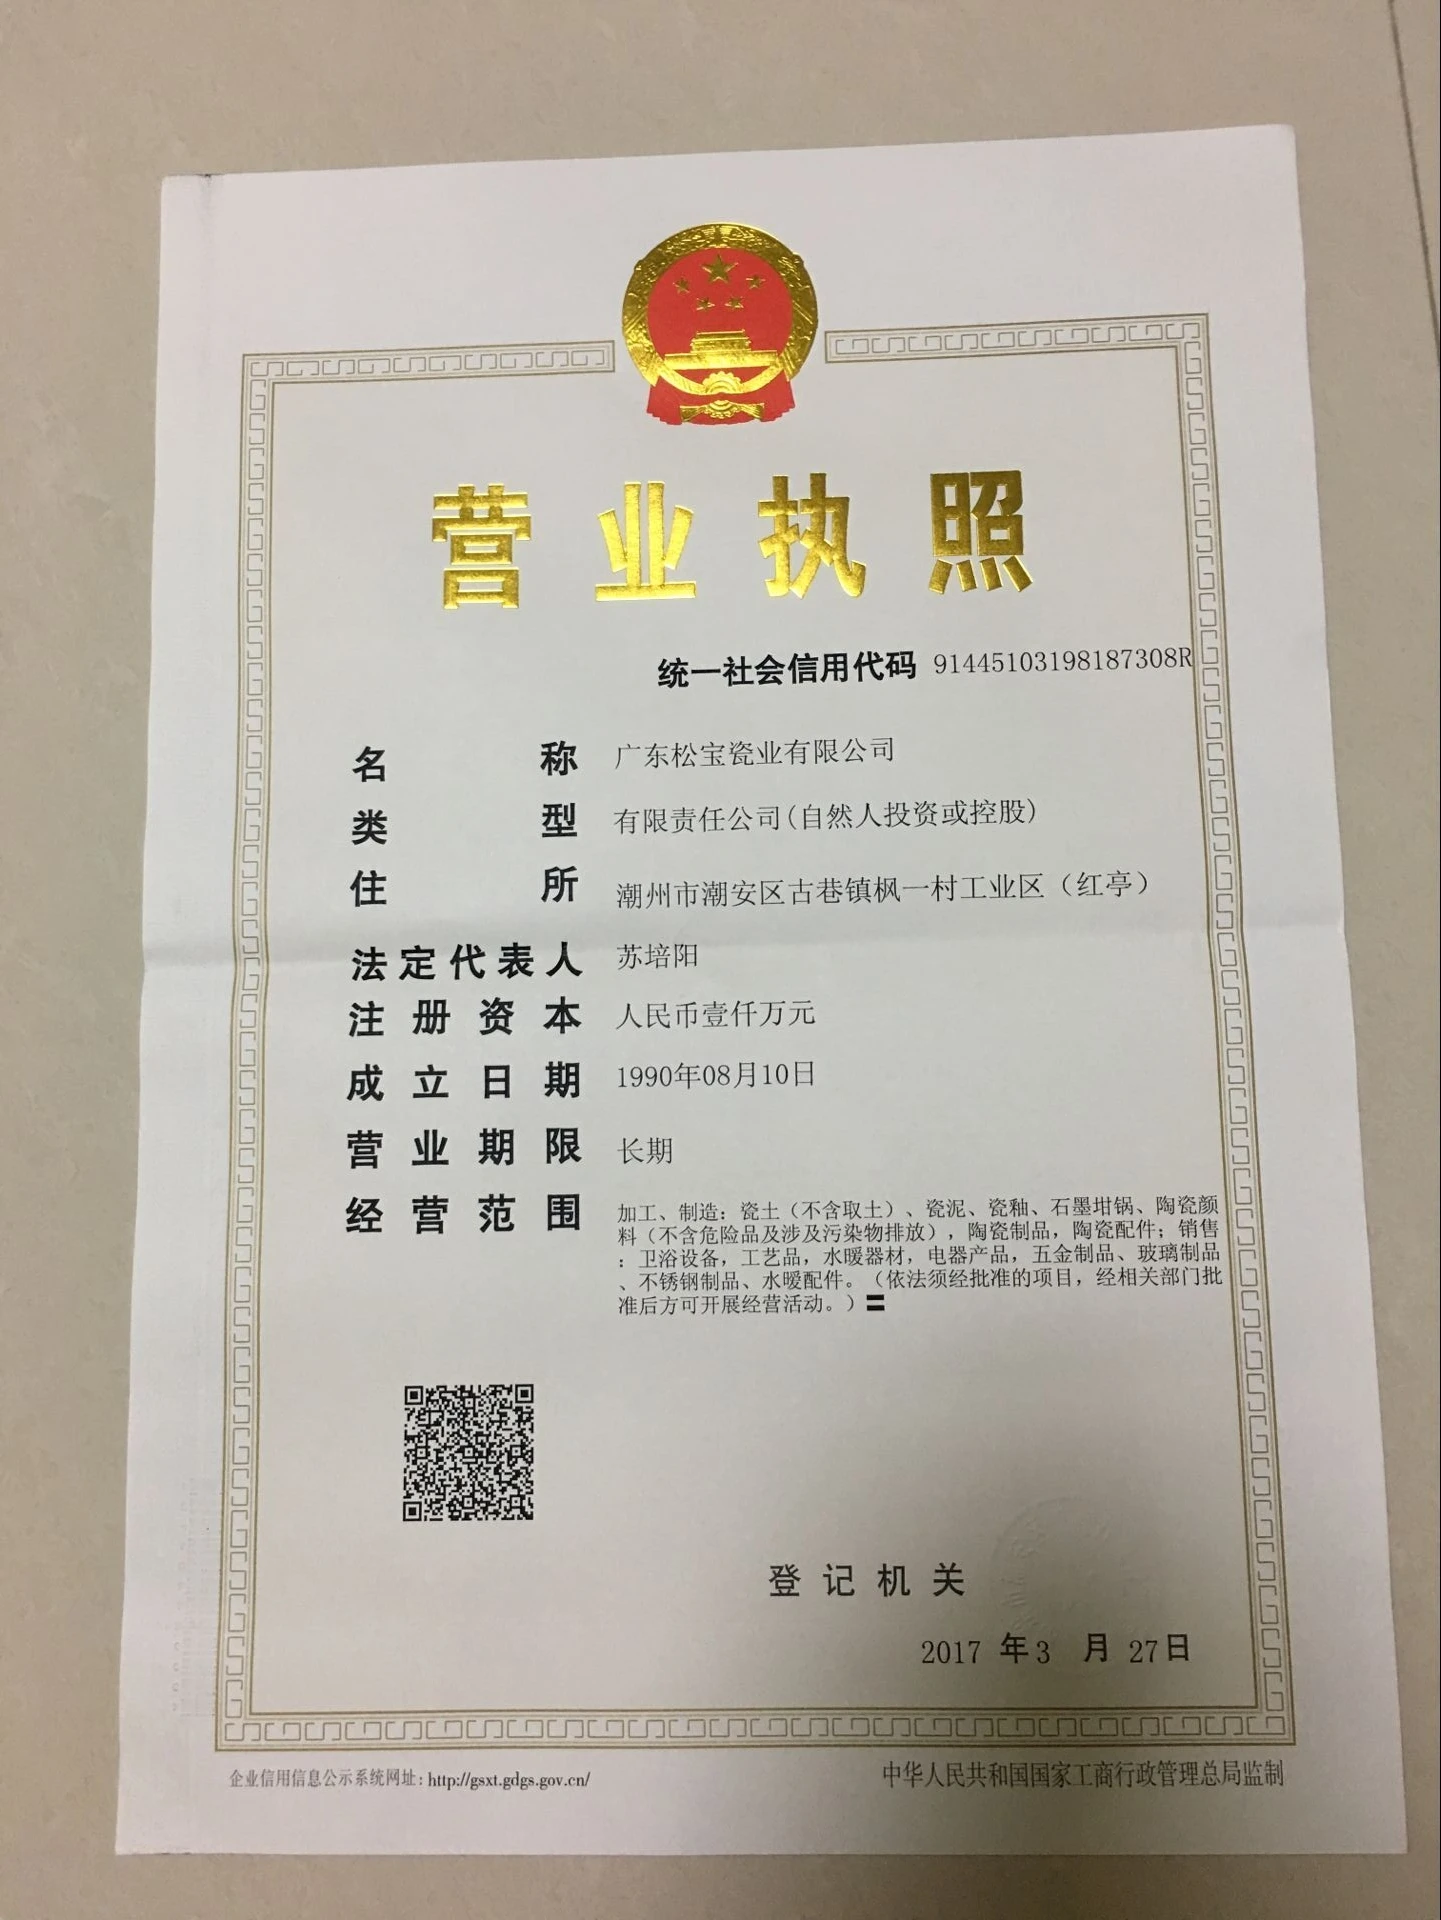 营业执照
统一社会信用代码 91445103198187308R
名称 广东松宝瓷业有限公司
类型 有限责任公司(自然人投资或控股)
住所 潮州市潮安区古巷镇枫一村工业区（红亭）
法定代表人 苏培阳
注册资本 人民币壹仟万元
成立日期 1990年08月10日
营业期限 长期
经营范围 加工、制造：瓷土（不含取土）、瓷泥、瓷釉、石墨坩锅、陶瓷颜
料（不含危险品及涉及污染物排放），陶瓷制品，陶瓷配件；销售
：卫浴设备，工艺品，水暖器材，电器产品，五金制品、玻璃制品
、不锈钢制品、水暖配件。（依法须经批准的项目，经相关部门批
准后方可开展经营活动。）〓
登记机关
2017 年3 月 27日
企业信用信息公示系统网址：http://gsxt.gdgs.gov.cn/
中华人民共和国国家工商行政管理总局监制